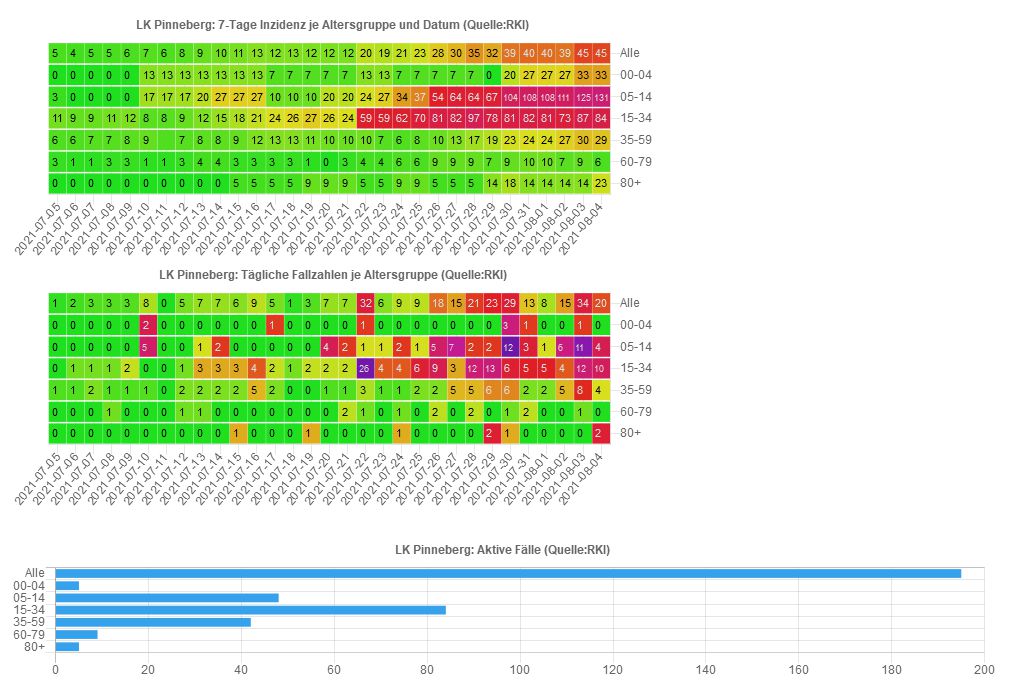 LK Pinneberg: 7-Tage Inzidenz je Altersgruppe und Datum (Quelle:RKI)
5 4 5 5 6 7 6 8 9 10 11 13 12 13 12 12 12 20 19 21 23 28 30 35 32 39 40 40 39 45 45 Alle
0 0 0 0 0 13 13 13 13 13 13 13 7 7 7 7 7 13 13 7 7 7 7 7 0 20 27 27 27 33 33 00-04
3 0 0 0 0 17 17 17 20 27 27 27 10 10 10 20 20 24 27 34 37 54 64 64 67 104 108 108 111 125 131 05-14
11 9 9 11 12 8 8 9 12 15 18 21 24 26 27 26 24 59 59 62 70 81 82 97 78 81 82 81 73 87 84 15-34
6 6 7 7 8 9 7 8 8 9 12 13 13 11 10 10 10 7 6 8 10 13 17 19 23 24 24 27 30 29 35-59
3 1 1 3 3 1 1 3 4 4 3 3 3 3 1 0 3 4 4 6 6 9 9 9 7 9 10 10 7 9 6 60-79
0 0 0 0 0 0 0 0 0 0 5 5 5 5 9 9 9 5 5 9 9 5 5 5 14 18 14 14 14 14 23 80+
2021-07-05 2021-07-06 2021-07-07 2021-07-08 2021-07-09 2021-07-10 2021-07-11 2021-07-12 2021-07-13 2021-07-14 2021-07-15 2021-07-16 2021-07-17 2021-07-18 2021-07-19 2021-07-20 2021-07-21 2021-07-22 2021-07-23 2021-07-24 2021-07-25 2021-07-26 2021-07-27 2021-07-28 2021-07-29 2021-07-30 2021-07-31 2021-08-01 2021-08-02 2021-08-03 2021-08-04
LK Pinneberg: Tägliche Fallzahlen je Altersgruppe (Quelle:RKI)
1 2 3 3 3 8 0 5 7 7 6 9 5 1 3 7 7 32 6 9 9 18 15 21 23 29 13 8 15 34 20 Alle
0 0 0 0 0 2 0 0 0 0 0 0 1 0 0 0 0 1 0 0 0 0 0 0 0 3 1 0 0 1 0 00-04
0 0 0 0 0 5 0 0 1 2 0 0 0 0 0 4 2 1 1 2 1 5 7 2 2 12 3 1 6 11 4 05-14
0 1 1 1 2 0 0 1 3 3 3 4 2 1 2 2 2 26 4 4 6 9 3 12 13 6 5 5 4 12 10 15-34
1 1 2 1 1 1 0 2 2 2 2 5 2 0 0 1 1 3 1 1 2 2 5 5 6 6 2 2 5 8 4 35-59
0 0 0 1 0 0 0 1 1 0 0 0 0 0 0 0 2 1 0 1 0 2 0 2 0 1 2 0 0 1 0 60-79
0 0 0 0 0 0 0 0 0 0 1 0 0 0 1 0 0 0 0 1 0 0 0 0 2 1 0 0 0 0 2 80+
2021-07-05 2021-07-06 2021-07-07 2021-07-08 2021-07-09 2021-07-10 2021-07-11 2021-07-12 2021-07-13 2021-07-14 2021-07-15 2021-07-16 2021-07-17 2021-07-18 2021-07-19 2021-07-20 2021-07-21 2021-07-22 2021-07-23 2021-07-24 2021-07-25 2021-07-26 2021-07-27 2021-07-28 2021-07-29 2021-07-30 2021-07-31 2021-08-01 2021-08-02 2021-08-03 2021-08-04
LK Pinneberg: Aktive Fälle (Quelle:RKI)
Alle
00-04
05-14
15-34
35-59
60-79
80+
0 20 40 60 80 100 120 140 160 180 200